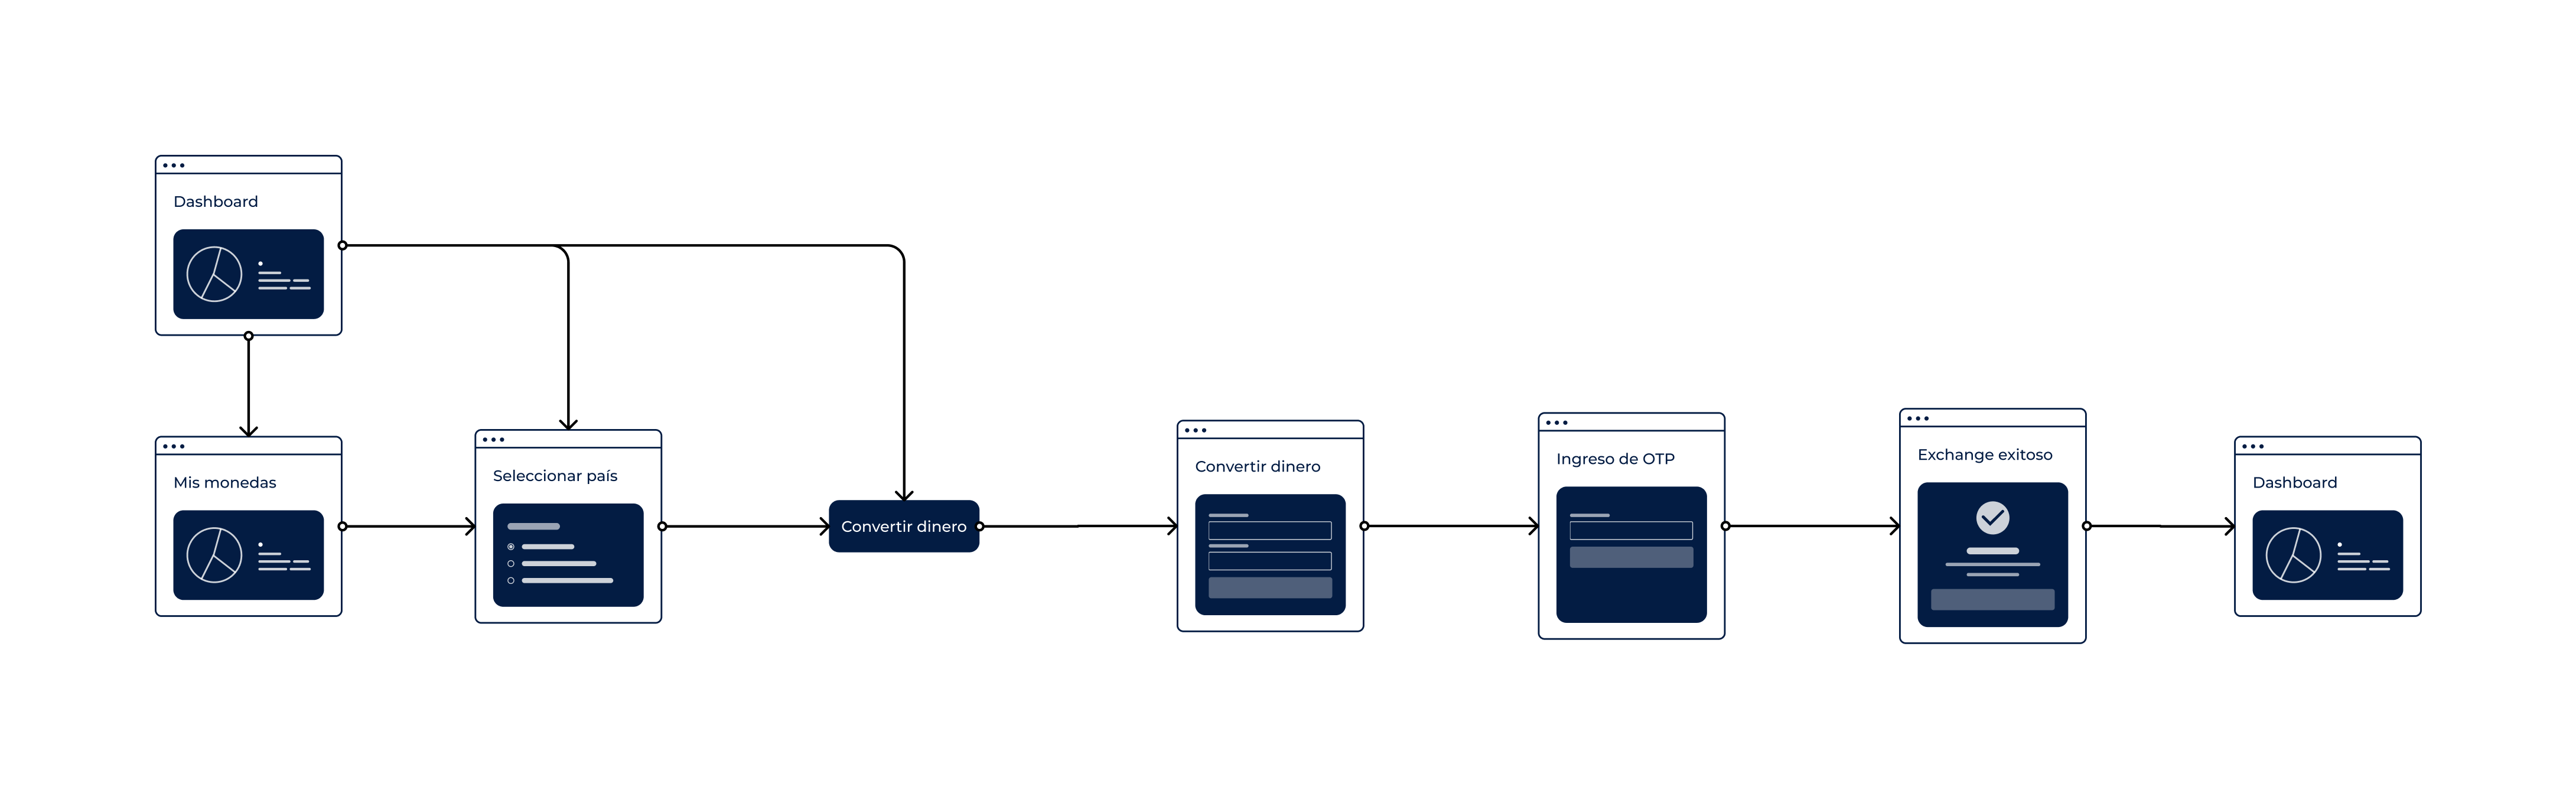 Dashboard
Mis monedas
Seleccionar país
Convertir dinero
Convertir dinero
Ingreso de OTP
Exchange exitoso
Dashboard